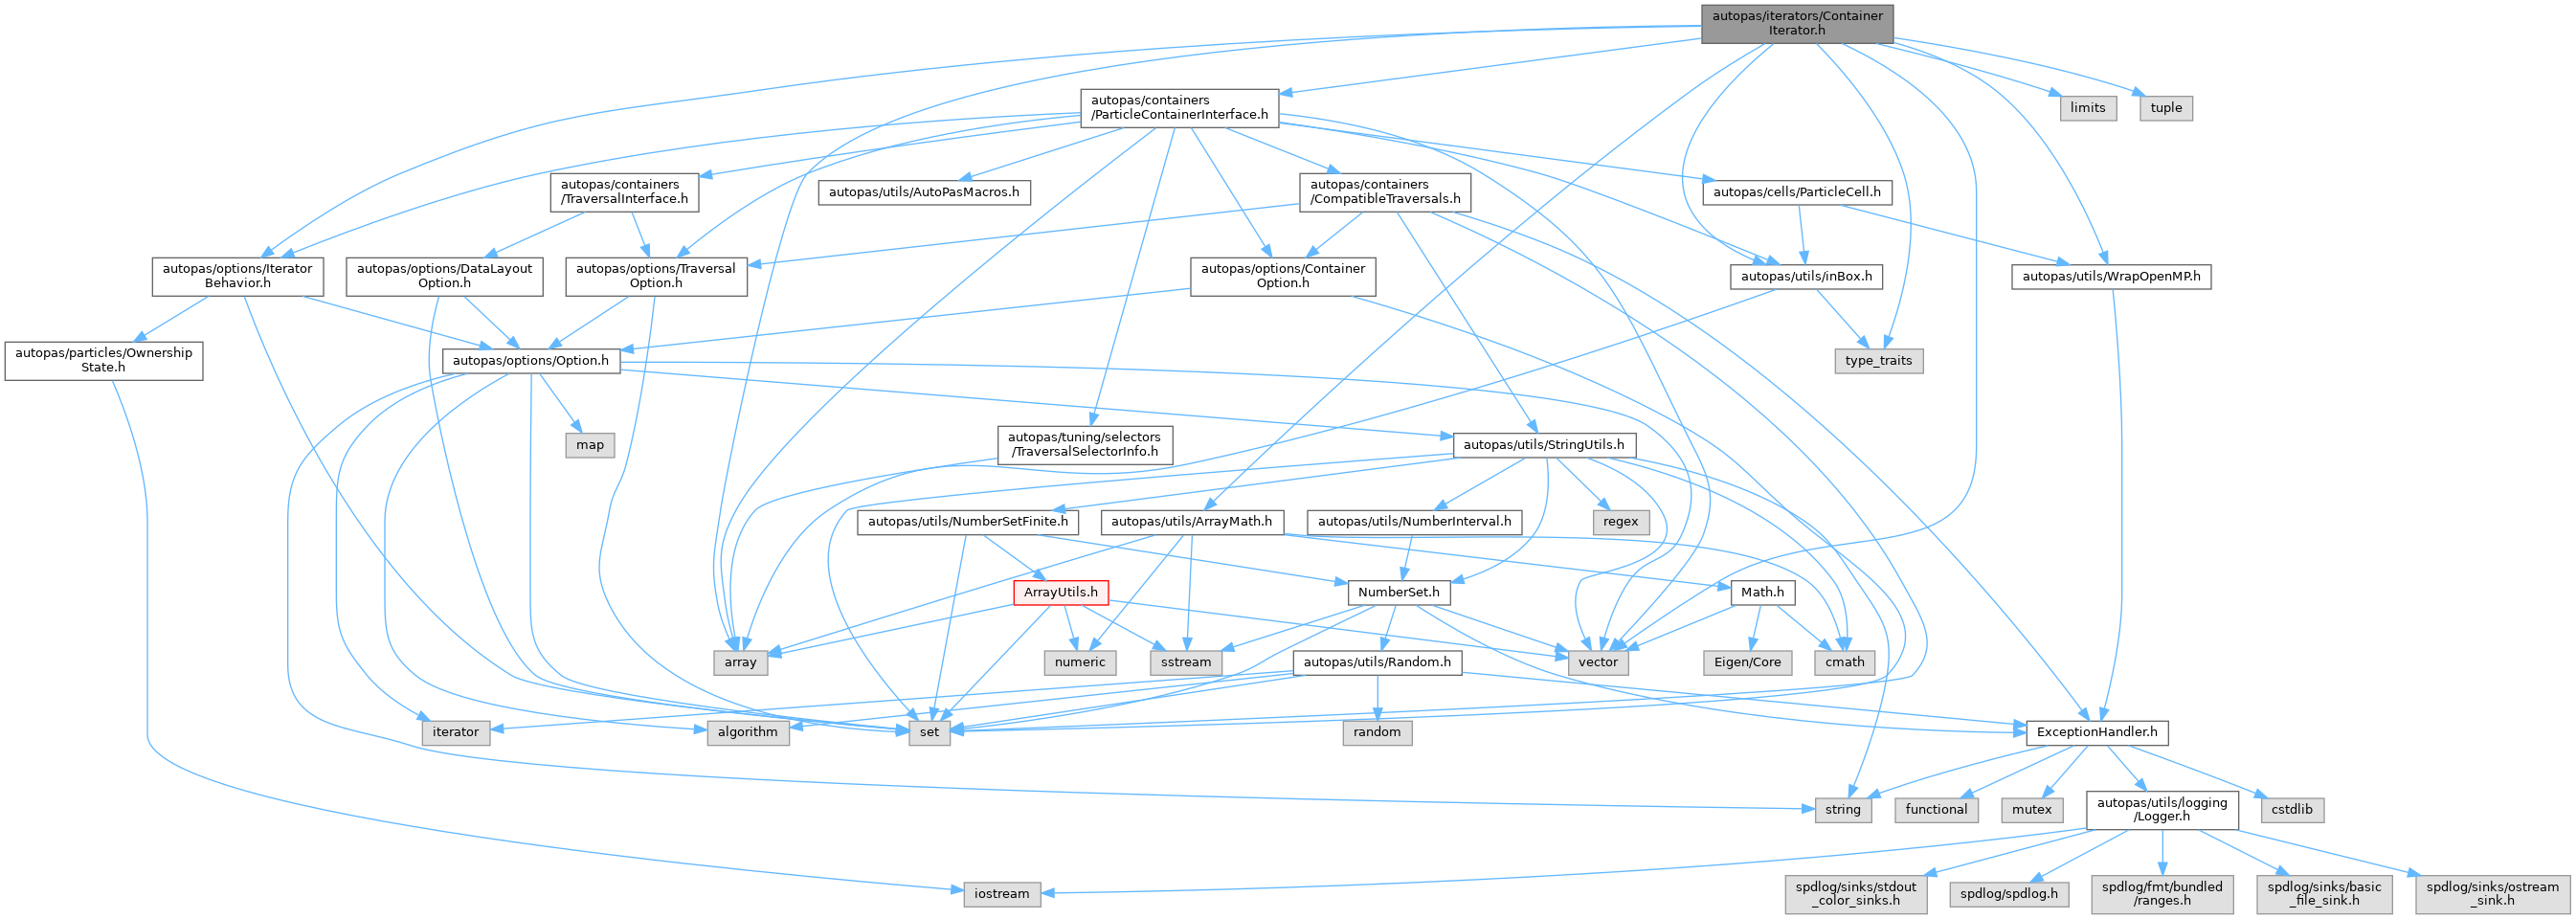 autopas/iterators/Container
Iterator.h
autopas/containers
/ParticleContainerInterface.h
limits
tuple
autopas/containers
/TraversalInterface.h
autopas/utils/AutoPasMacros.h
autopas/containers
/CompatibleTraversals.h
autopas/cells/ParticleCell.h
autopas/options/Iterator
Behavior.h
autopas/options/DataLayout
Option.h
autopas/options/Traversal
Option.h
autopas/options/Container
Option.h
autopas/utils/inBox.h
autopas/utils/WrapOpenMP.h
autopas/particles/Ownership
State.h
autopas/options/Option.h
type_traits
map
autopas/tuning/selectors
/TraversalSelectorInfo.h
autopas/utils/StringUtils.h
autopas/utils/NumberSetFinite.h
autopas/utils/ArrayMath.h
autopas/utils/NumberInterval.h
regex
ArrayUtils.h
NumberSet.h
Math.h
array
numeric
sstream
autopas/utils/Random.h
vector
Eigen/Core
cmath
iterator
algorithm
set
random
ExceptionHandler.h
string
functional
mutex
autopas/utils/logging
/Logger.h
cstdlib
iostream
spdlog/sinks/stdout
_color_sinks.h
spdlog/spdlog.h
spdlog/fmt/bundled
/ranges.h
spdlog/sinks/basic
_file_sink.h
spdlog/sinks/ostream
_sink.h